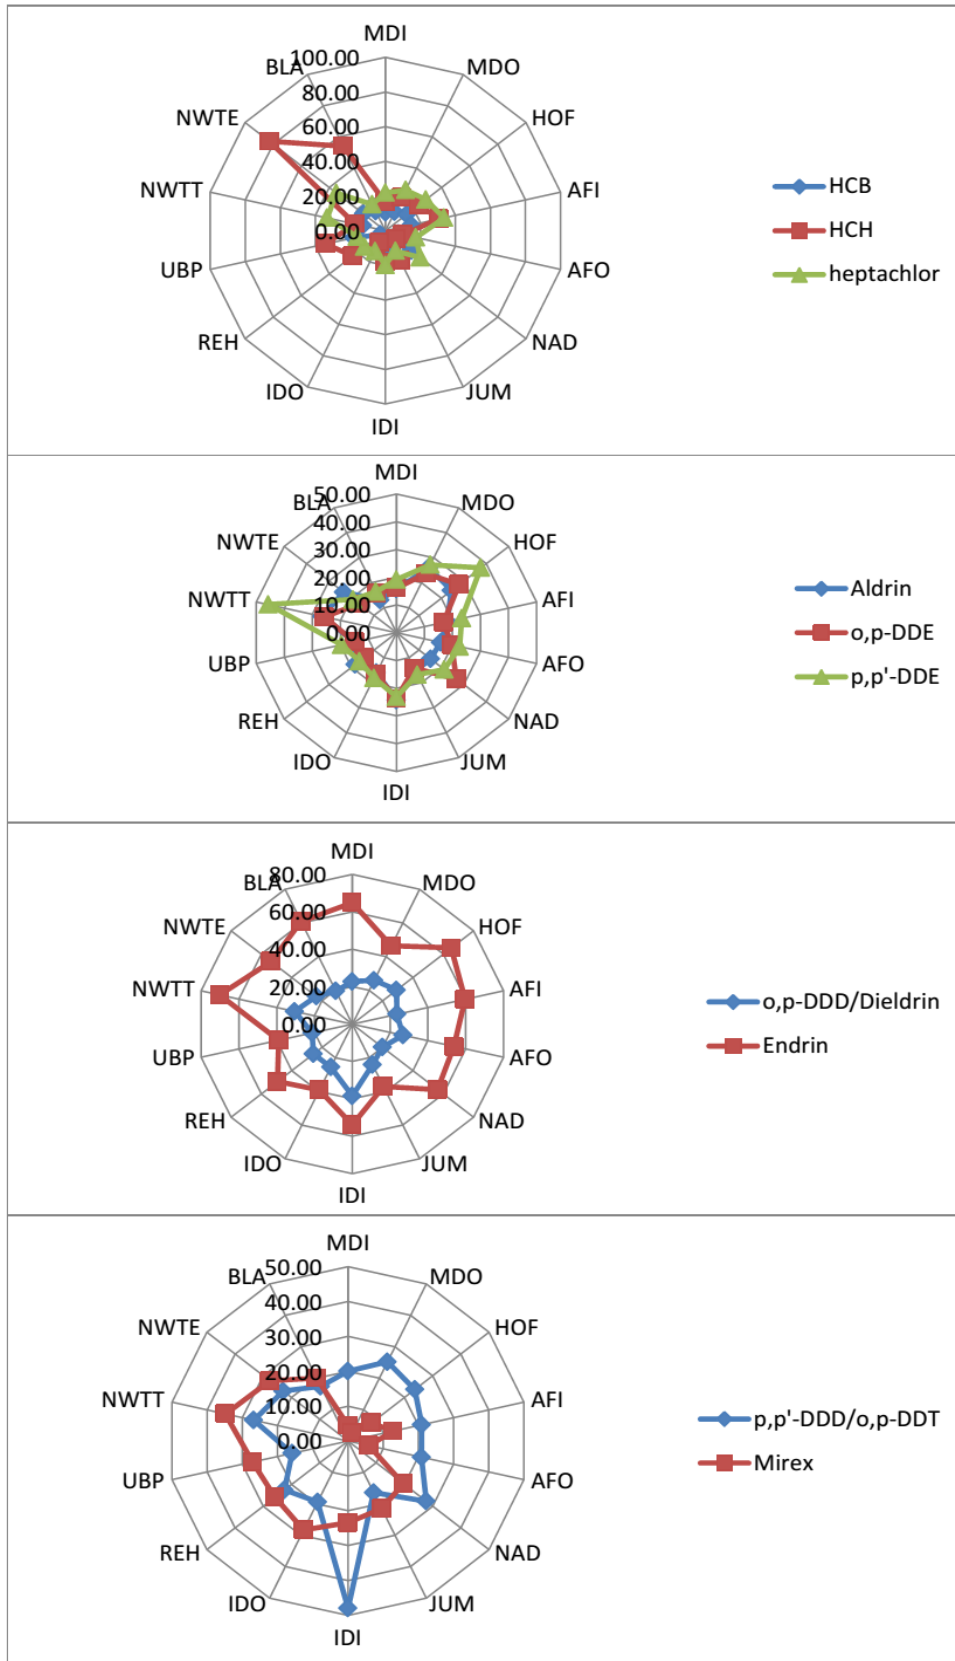 MDI
100.00
BLA
MDO
80.00
NWTE
HOF
60.00
40.00
NWTT
AFI
20.00
0.00
UBP
AFO
REH
NAD
IDO
JUM
IDI
HCB
HCH
heptachlor
MDI
50.00
BLA
MDO
40.00
NWTE
HOF
30.00
20.00
NWTT
AFI
10.00
0.00
UBP
AFO
REH
NAD
IDO
JUM
IDI
Aldrin
o,p-DDE
p,p'-DDE
MDI
80.00
BLA
MDO
60.00
NWTE
HOF
40.00
NWTT
AFI
20.00
0.00
UBP
AFO
REH
NAD
IDO
JUM
IDI
o,p-DDD/Dieldrin
Endrin
MDI
50.00
BLA
MDO
40.00
NWTE
HOF
30.00
20.00
NWTT
AFI
10.00
0.00
UBP
AFO
REH
NAD
IDO
JUM
IDI
p,p'-DDD/o,p-DDT
Mirex